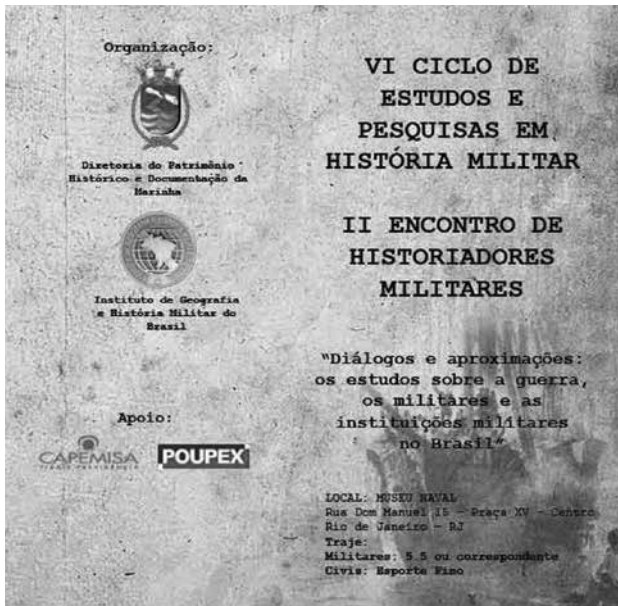 Organização:
Diretoria do Patrimônio
Histórico e Documentação da
Marinha
Instituto de Geografia
e História Militar do
Brasil
Apoio:
CAPEMISA
POUPEX
VI CICLO DE
ESTUDOS E
PESQUISAS EM
HISTÓRIA MILITAR
II ENCONTRO DE
HISTORIADORES
MILITARES
"Diálogos e aproximações:
os estudos sobre a guerra,
os militares e as
instituições militares
no Brasil"
LOCAL: MUSEU NAVAL
Rua Dom Manuel 15 - Praça XV - Centro
Rio de Janeiro - RJ
Traje:
Militares: 5.5 ou correspondente
Civis: Esporte Fino